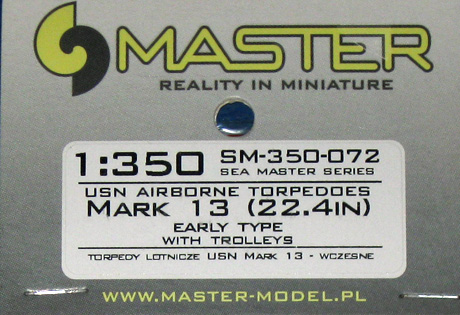 MASTER
REALITY IN MINIATURE
1:350 SM-350-072
SEA MASTER SERIES
USN AIRBORNE TORPEDOES
MARK 13 (22.4IN)
EARLY TYPE
WITH TROLLEYS
TORPEDY LOTNICZE USN MARK 13 - WCZESNE
WWW.MASTER-MODEL.PL